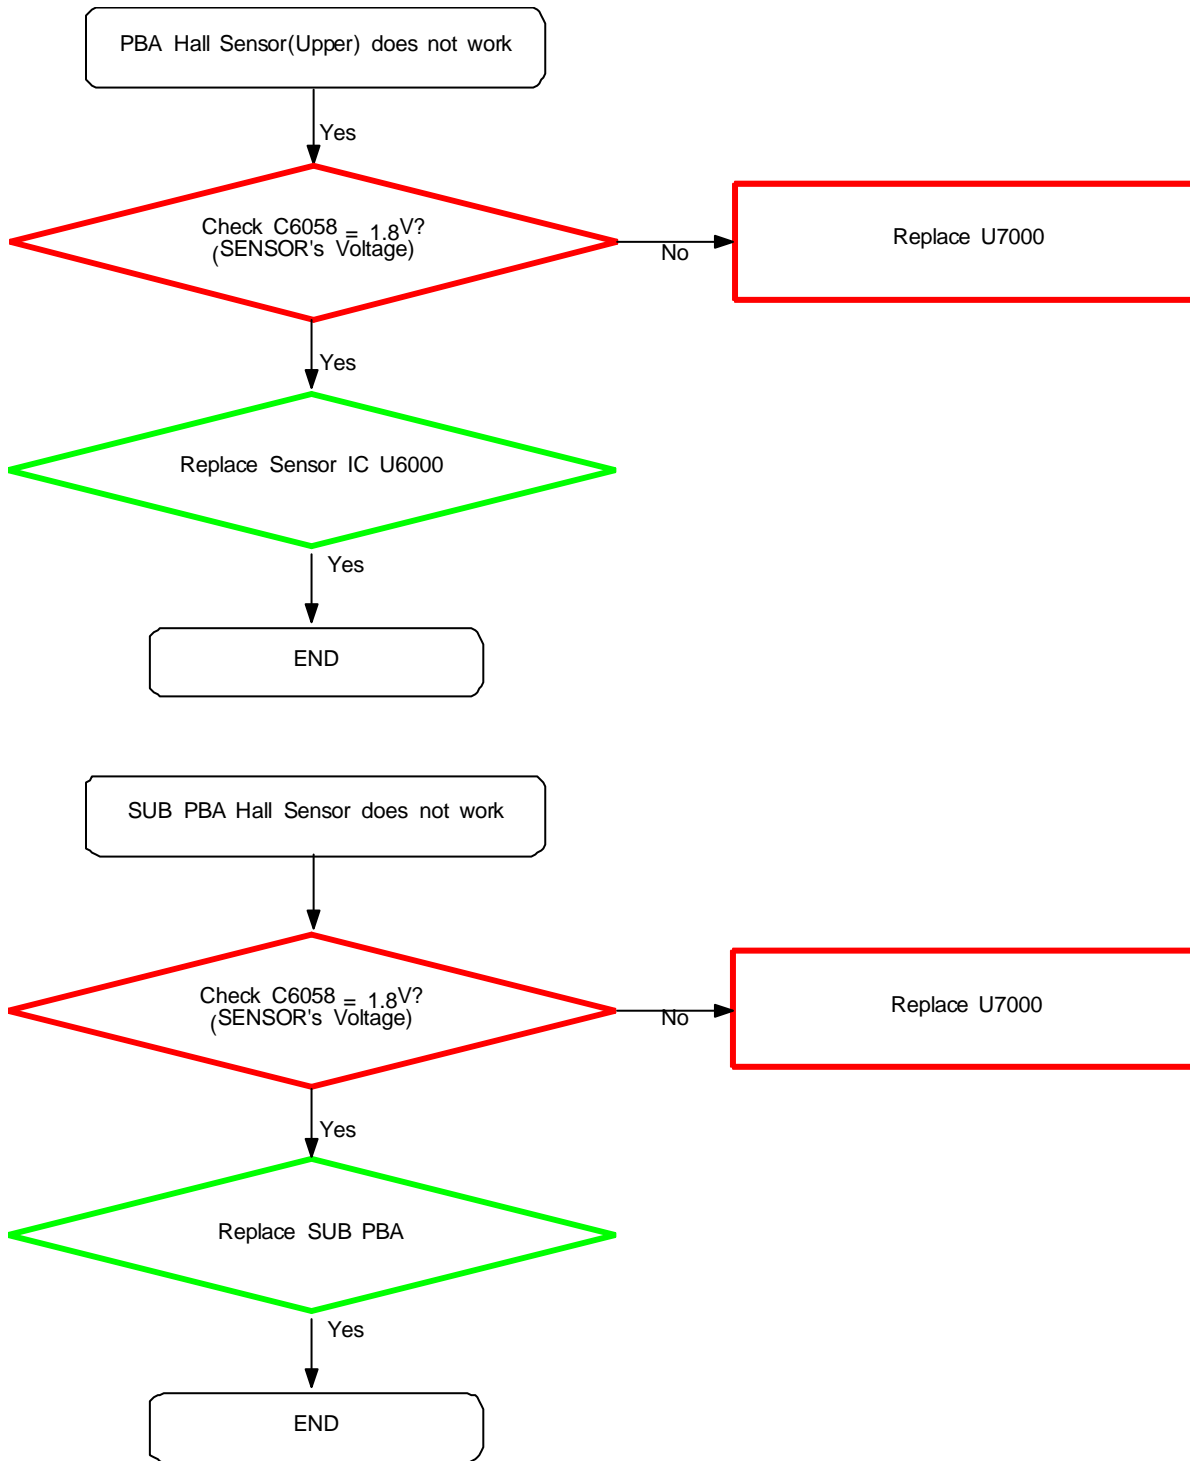 PBA Hall Sensor(Upper) does not work
Yes
Check C6058 = 1.8V?
(SENSOR's Voltage)
No
Replace U7000
Yes
Replace Sensor IC U6000
Yes
END
SUB PBA Hall Sensor does not work
Check C6058 = 1.8V?
(SENSOR's Voltage)
No
Replace U7000
Yes
Replace SUB PBA
Yes
END